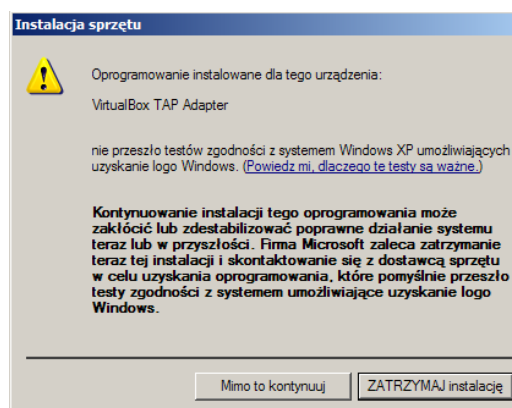 Instalacja sprzętu
Oprogramowanie instalowane dla tego urządzenia:
VirtualBox TAP Adapter
nie przeszło testów zgodności z systemem Windows XP umożliwiających
uzyskanie logo Windows. (Powiedz mi, dlaczego te testy są ważne.)
Kontynuowanie instalacji tego oprogramowania może
zakłócić lub zdestabilizować poprawne działanie systemu
teraz lub w przyszłości. Firma Microsoft zaleca zatrzymanie
teraz tej instalacji i skontaktowanie się z dostawcą sprzętu
w celu uzyskania oprogramowania, które pomyślnie przeszło
testy zgodności z systemem umożliwiające uzyskanie logo
Windows.
Mimo to kontynuuj ZATRZYMAJ instalację